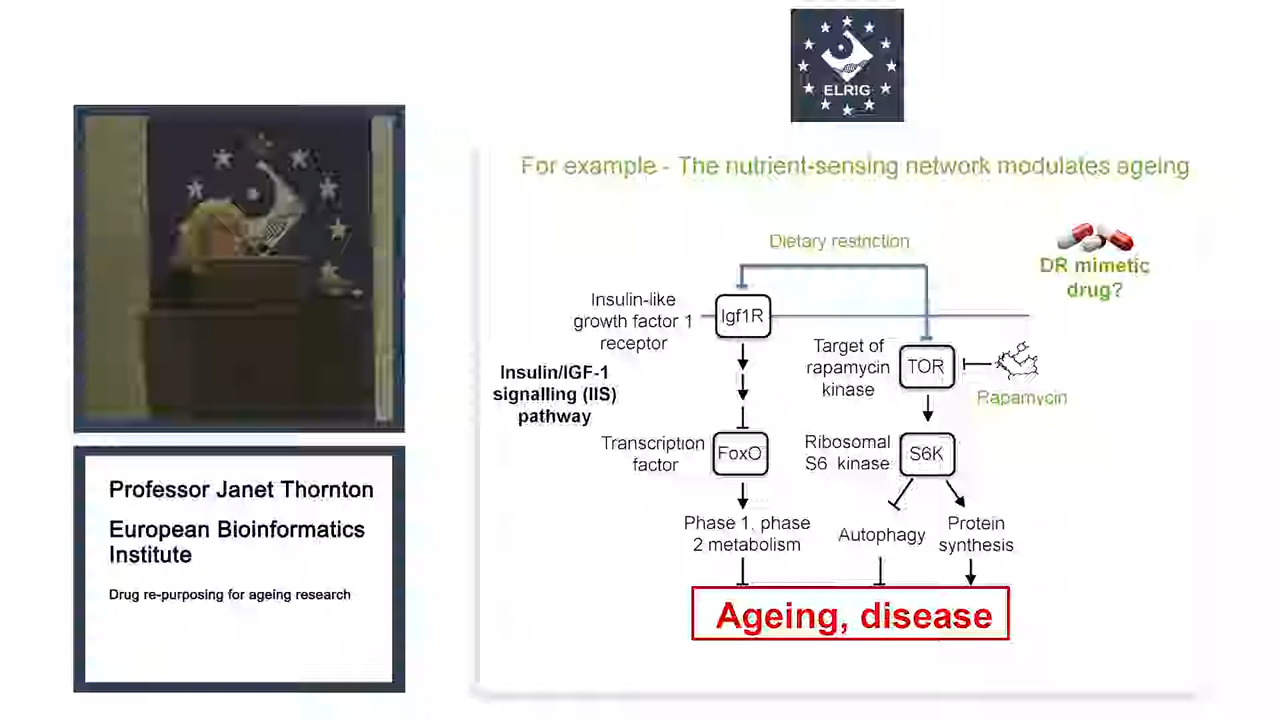 ELRIG
Professor Janet Thornton
European Bioinformatics
Institute
Drug re-purposing for ageing research
For example - The nutrient-sensing network modulates ageing
Dietary restriction
DR mimetic
drug?
Insulin-like
growth factor 1
receptor
Igf1R
Target of
rapamycin
kinase
TOR
Rapamycin
Insulin/IGF-1
signalling (IIS)
pathway
Transcription
factor
FoxO
Ribosomal
S6 kinase
S6K
Phase 1, phase
2 metabolism
Autophagy
Protein
synthesis
Ageing, disease